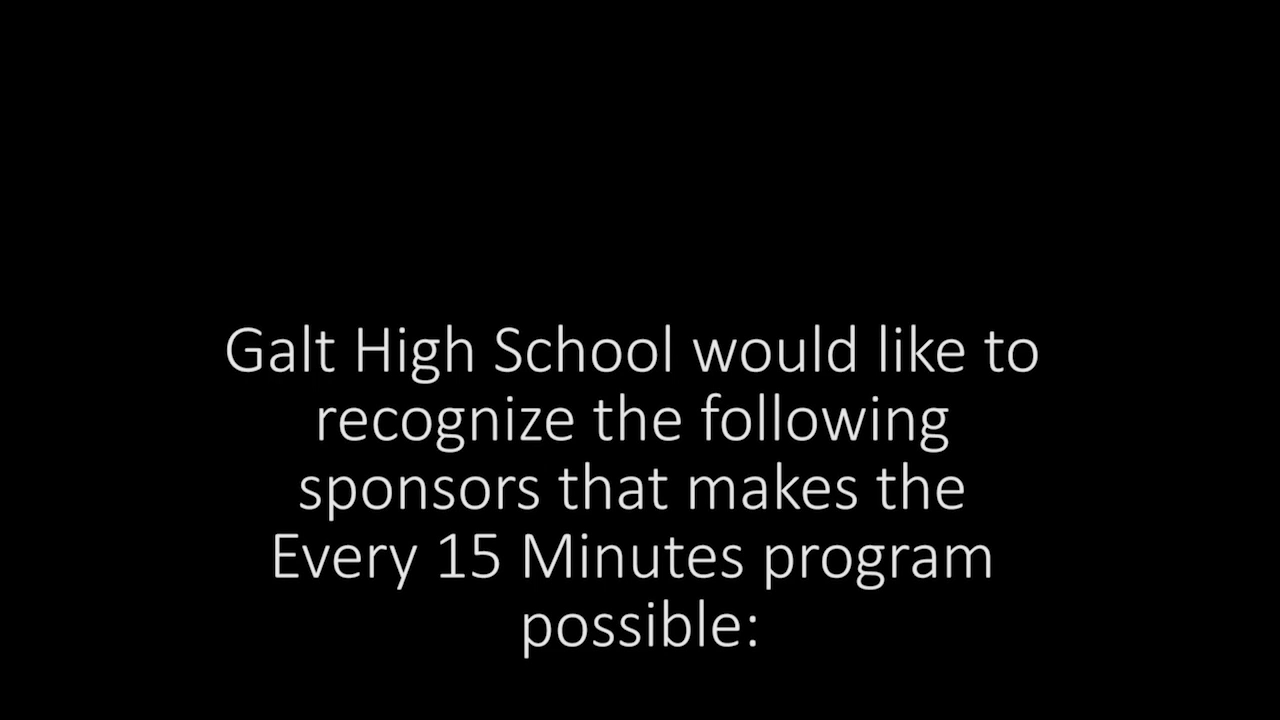 Galt High School would like to
recognize the following
sponsors that makes the
Every 15 Minutes program
possible: